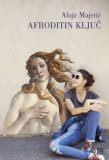 Alojz Majetić
AFRODITIN KLJUČ